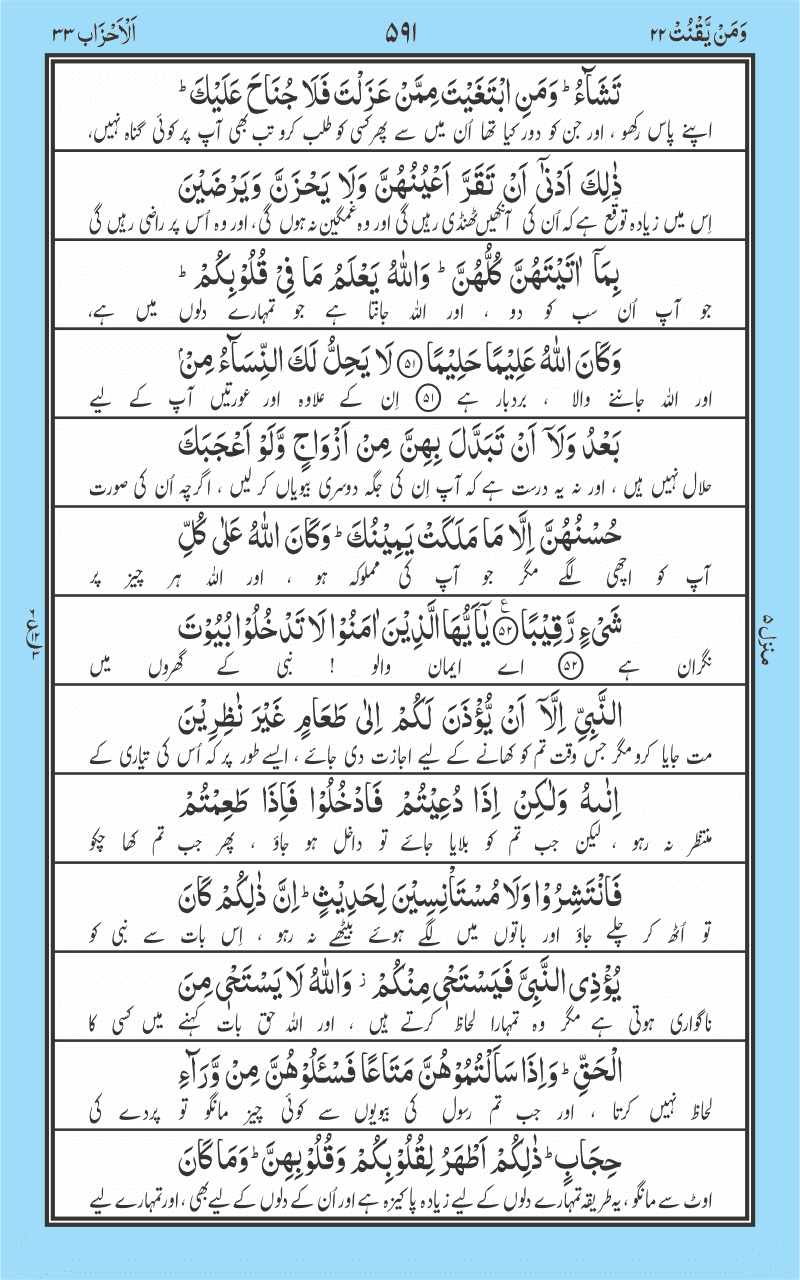 وَمَنْ يَّقْنُتْ ۲۲
۵۹۱
اَلْاَحْزَاب ۳۳
تَشَآءُ ؕ وَمَنِ ابْتَغَيْتَ مِمَّنْ عَزَلْتَ فَلَا جُنَاحَ عَلَيْكَ ؕ
اپنے پاس رکھو ، اور جن کو دور کیا تھا اُن میں سے پھر کسی کو طلب کرو تب بھی آپ پر کوئی گناہ نہیں،
ذٰلِكَ اَدْنٰٓى اَنْ تَقَرَّ اَعْيُنُهُنَّ وَلَا يَحْزَنَّ وَيَرْضَيْنَ
اِس میں زیادہ توقع ہے کہ اُن کی آنکھیں ٹھنڈی رہیں گی اور وہ غمگین نہ ہوں گی، اور وہ اُس پر راضی رہیں گی
بِمَآ اٰتَيْتَهُنَّ كُلُّهُنَّ ؕ وَاللّٰهُ يَعْلَمُ مَا فِيْ قُلُوْبِكُمْ ؕ
جو آپ اُن سب کو دو ، اور اللہ جانتا ہے جو تمہارے دلوں میں ہے،
وَكَانَ اللّٰهُ عَلِيْمًا حَلِيْمًا ۵۱ لَا يَحِلُّ لَكَ النِّسَآءُ مِنْۢ
اور اللہ جاننے والا ، بردبار ہے ۵۱ اِن کے علاوہ اور عورتیں آپ کے لیے
بَعْدُ وَلَآ اَنْ تَبَدَّلَ بِهِنَّ مِنْ اَزْوَاجٍ وَّلَوْ اَعْجَبَكَ
حلال نہیں ہیں ، اور نہ یہ درست ہے کہ آپ اِن کی جگہ دوسری بیویاں کر لیں ، اگرچہ اُن کی صورت
حُسْنُهُنَّ اِلَّا مَا مَلَكَتْ يَمِيْنُكَ ؕ وَكَانَ اللّٰهُ عَلٰى كُلِّ
آپ کو اچھی لگے مگر جو آپ کی مملوکہ ہو ، اور اللہ ہر چیز پر
شَيْءٍ رَّقِيْبًا ۵۲ يٰٓاَيُّهَا الَّذِيْنَ اٰمَنُوْا لَا تَدْخُلُوْا بُيُوْتَ
نگران ہے ۵۲ اے ایمان والو ! نبی کے گھروں میں
النَّبِيِّ اِلَّآ اَنْ يُّؤْذَنَ لَكُمْ اِلٰى طَعَامٍ غَيْرَ نٰظِرِيْنَ
مت جایا کرو مگر جس وقت تم کو کھانے کے لیے اجازت دی جائے ، ایسے طور پر کہ اُس کی تیاری کے
اِنٰىهُ وَلٰكِنْ اِذَا دُعِيْتُمْ فَادْخُلُوْا فَاِذَا طَعِمْتُمْ
منتظر نہ رہو ، لیکن جب تم کو بلایا جائے تو داخل ہو جاؤ ، پھر جب تم کھا چکو
فَانْتَشِرُوْا وَلَا مُسْتَاْنِسِيْنَ لِحَدِيْثٍ ؕ اِنَّ ذٰلِكُمْ كَانَ
تو اُٹھ کر چلے جاؤ اور باتوں میں لگے ہوئے بیٹھے نہ رہو ، اِس بات سے نبی کو
يُؤْذِى النَّبِيَّ فَيَسْتَحْيٖ مِنْكُمْ ز وَاللّٰهُ لَا يَسْتَحْيٖ مِنَ
ناگواری ہوتی ہے مگر وہ تمہارا لحاظ کرتے ہیں ، اور اللہ حق بات کہنے میں کسی کا
الْحَقِّ ؕ وَاِذَا سَاَلْتُمُوْهُنَّ مَتَاعًا فَسْـَٔلُوْهُنَّ مِنْ وَّرَآءِ
لحاظ نہیں کرتا ، اور جب تم رسول کی بیویوں سے کوئی چیز مانگو تو پردے کی
حِجَابٍ ؕ ذٰلِكُمْ اَطْهَرُ لِقُلُوْبِكُمْ وَقُلُوْبِهِنَّ ؕ وَمَا كَانَ
اوٹ سے مانگو ، یہ طریقہ تمہارے دلوں کے لیے زیادہ پاکیزہ ہے اور اُن کے دلوں کے لیے بھی ، اور تمہارے لیے
منزل ۵